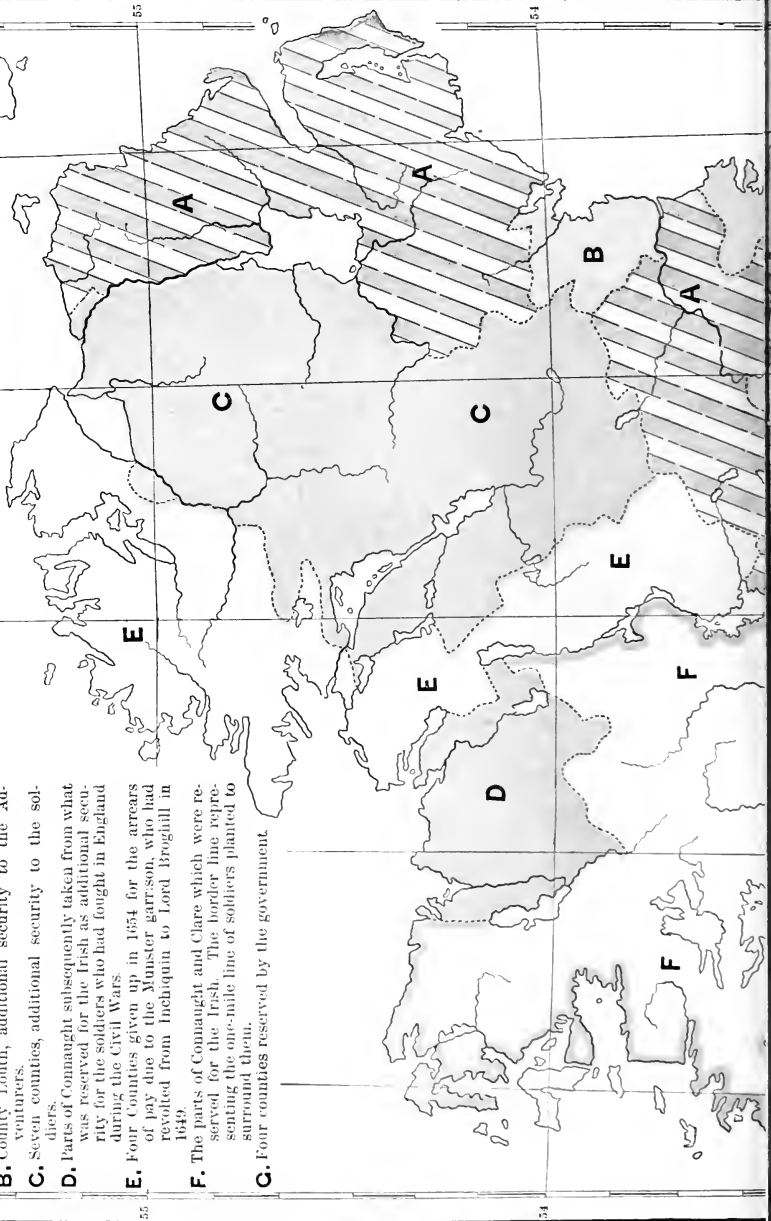 B. County Louth, additional security to the Ad-
venturers.
C. Seven counties, additional security to the sol-
diers.
D. Parts of Connaught subsequently taken from what
was reserved for the Irish as additional secu-
rity for the soldiers who had fought in England
during the Civil Wars.
E. Four Counties given up in 1654 for the arrears
of pay due to the Munster garrison, who had
revolted from Inchiquin to Lord Broghill in
1649.
F. The parts of Connaught and Clare which were re-
served for the Irish. The border line repre-
senting the one-mile line of soldiers planted to
surround them.
G. Four counties reserved by the government
55
54
55
54
A
A
A
B
C
C
D
E
E
E
F
F